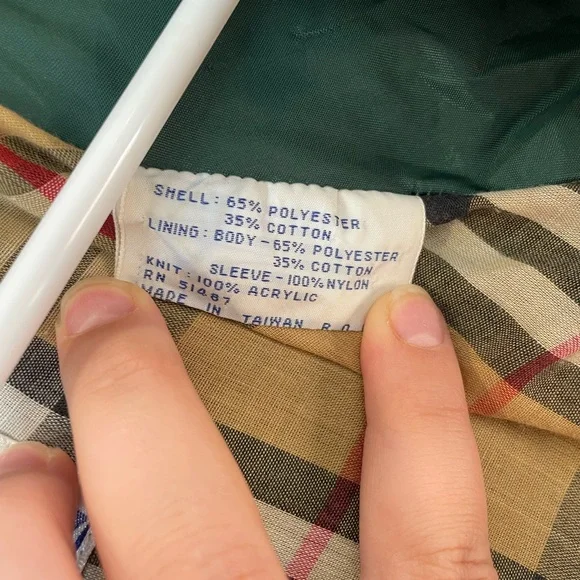 SHELL: 65% POLYESTER
35% COTTON
LINING: BODY-65% POLYESTER
35% COTTON
SLEEVE-100% NYLON
KNIT: 100% ACRYLIC
RN 51487
MADE IN TAIWAN R.O.